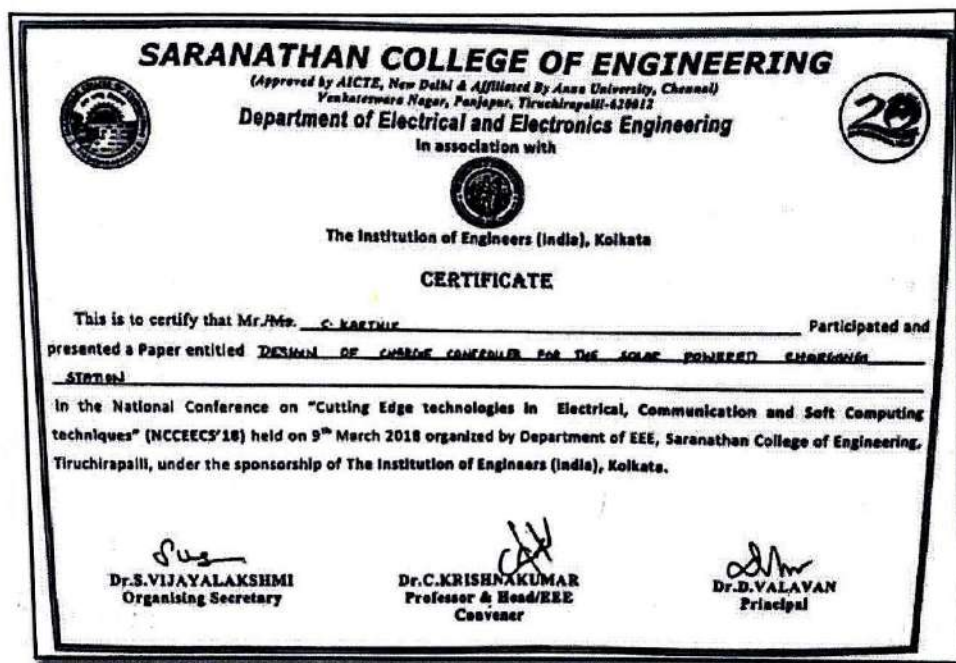 SARANATHAN COLLEGE OF ENGINEERING
(Approved by AICTE, New Delhi & Affiliated By Anna University, Chennai)
Venkateswara Nagar, Panjapur, Tiruchirapalli-620012
Department of Electrical and Electronics Engineering
In association with
The Institution of Engineers (India), Kolkata
CERTIFICATE
This is to certify that Mr./Ms. C. KARTHIK Participated and
presented a Paper entitled DESIGN OF CHARGE CONTROLLER FOR THE SOLAR POWERED CHARGING
STATION
in the National Conference on "Cutting Edge technologies in Electrical, Communication and Soft Computing
techniques" (NCCEECS'18) held on 9th March 2018 organized by Department of EEE, Saranathan College of Engineering,
Tiruchirapalli, under the sponsorship of The Institution of Engineers (India), Kolkata.
Dr.S.VIJAYALAKSHMI
Organising Secretary
Dr.C.KRISHNAKUMAR
Professor & Head/EEE
Convener
Dr.D.VALAVAN
Principal